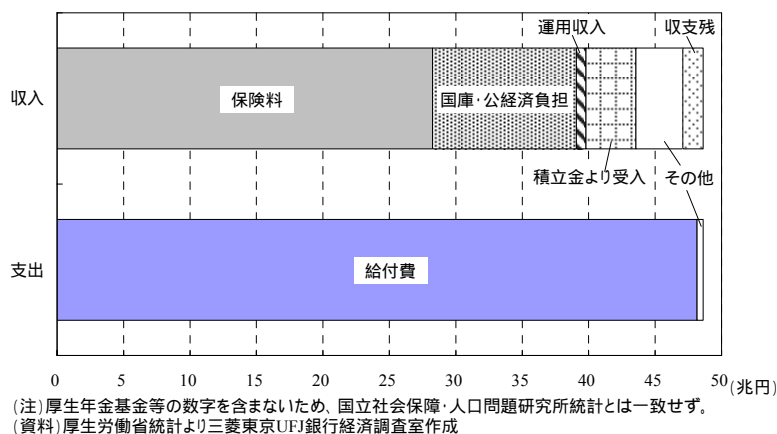 運用収入 収支残
収入 保険料 国庫・公経済負担
積立金より受入 その他
支出 給付費
0 5 10 15 20 25 30 35 40 45 50 (兆円)
(注)厚生年金基金等の数字を含まないため、国立社会保障・人口問題研究所統計とは一致せず。
(資料)厚生労働省統計より三菱東京UFJ銀行経済調査室作成